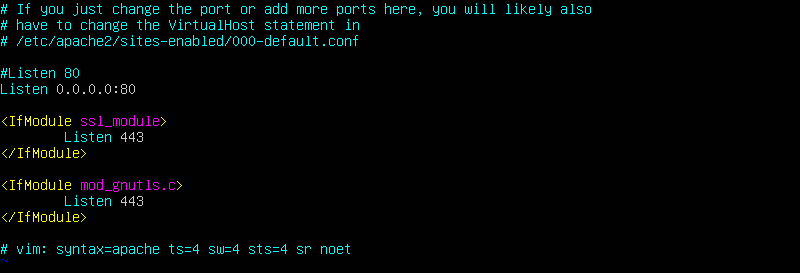 # If you just change the port or add more ports here, you will likely also
# have to change the VirtualHost statement in
# /etc/apache2/sites-enabled/000-default.conf
#Listen 80
Listen 0.0.0.0:80
<IfModule ssl_module>
Listen 443
</IfModule>
<IfModule mod_gnutls.c>
Listen 443
</IfModule>
# vim: syntax=apache ts=4 sw=4 sts=4 sr noet
~